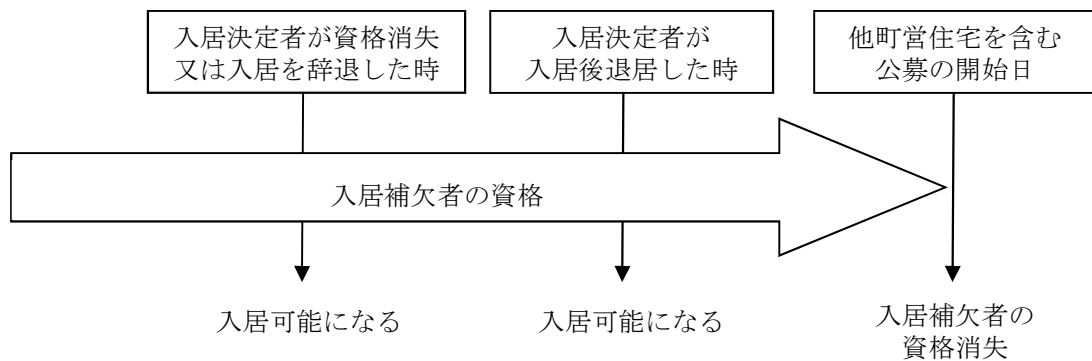 入居決定者が資格消失
又は入居を辞退した時
入居決定者が
入居後退居した時
他町営住宅を含む
公募の開始日
入居補欠者の資格
入居可能になる
入居可能になる
入居補欠者の
資格消失